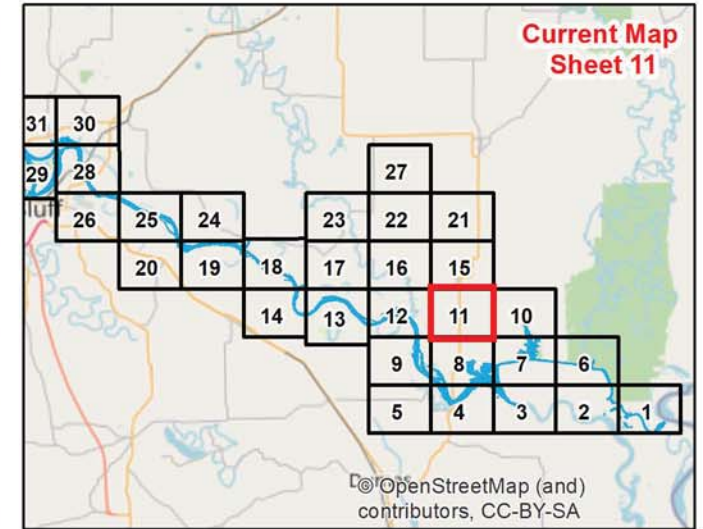 Current Map
Sheet 11
31 30
29 28 27
luff 26 25 24 23 22 21
20 19 18 17 16 15
14 13 12 11 10
9 8 7 6
5 4 3 2 1
© OpenStreetMap (and)
contributors, CC-BY-SA